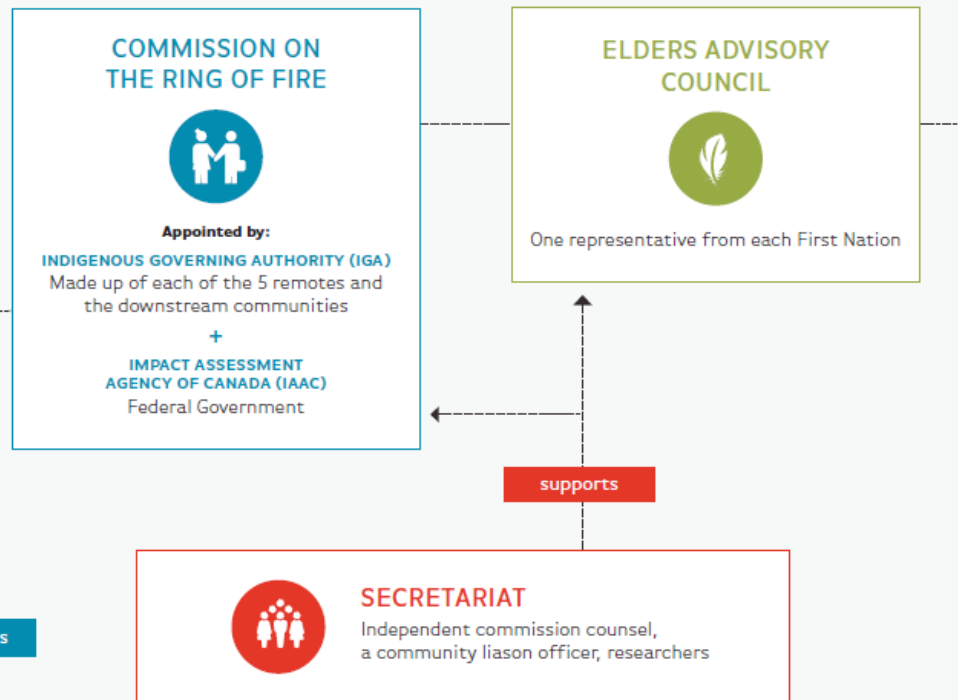 COMMISSION ON
THE RING OF FIRE
Appointed by:
INDIGENOUS GOVERNING AUTHORITY (IGA)
Made up of each of the 5 remotes and
the downstream communities
+
IMPACT ASSESSMENT
AGENCY OF CANADA (IAAC)
Federal Government
ELDERS ADVISORY
COUNCIL
One representative from each First Nation
supports
SECRETARIAT
Independent commission counsel,
a community liason officer, researchers
s